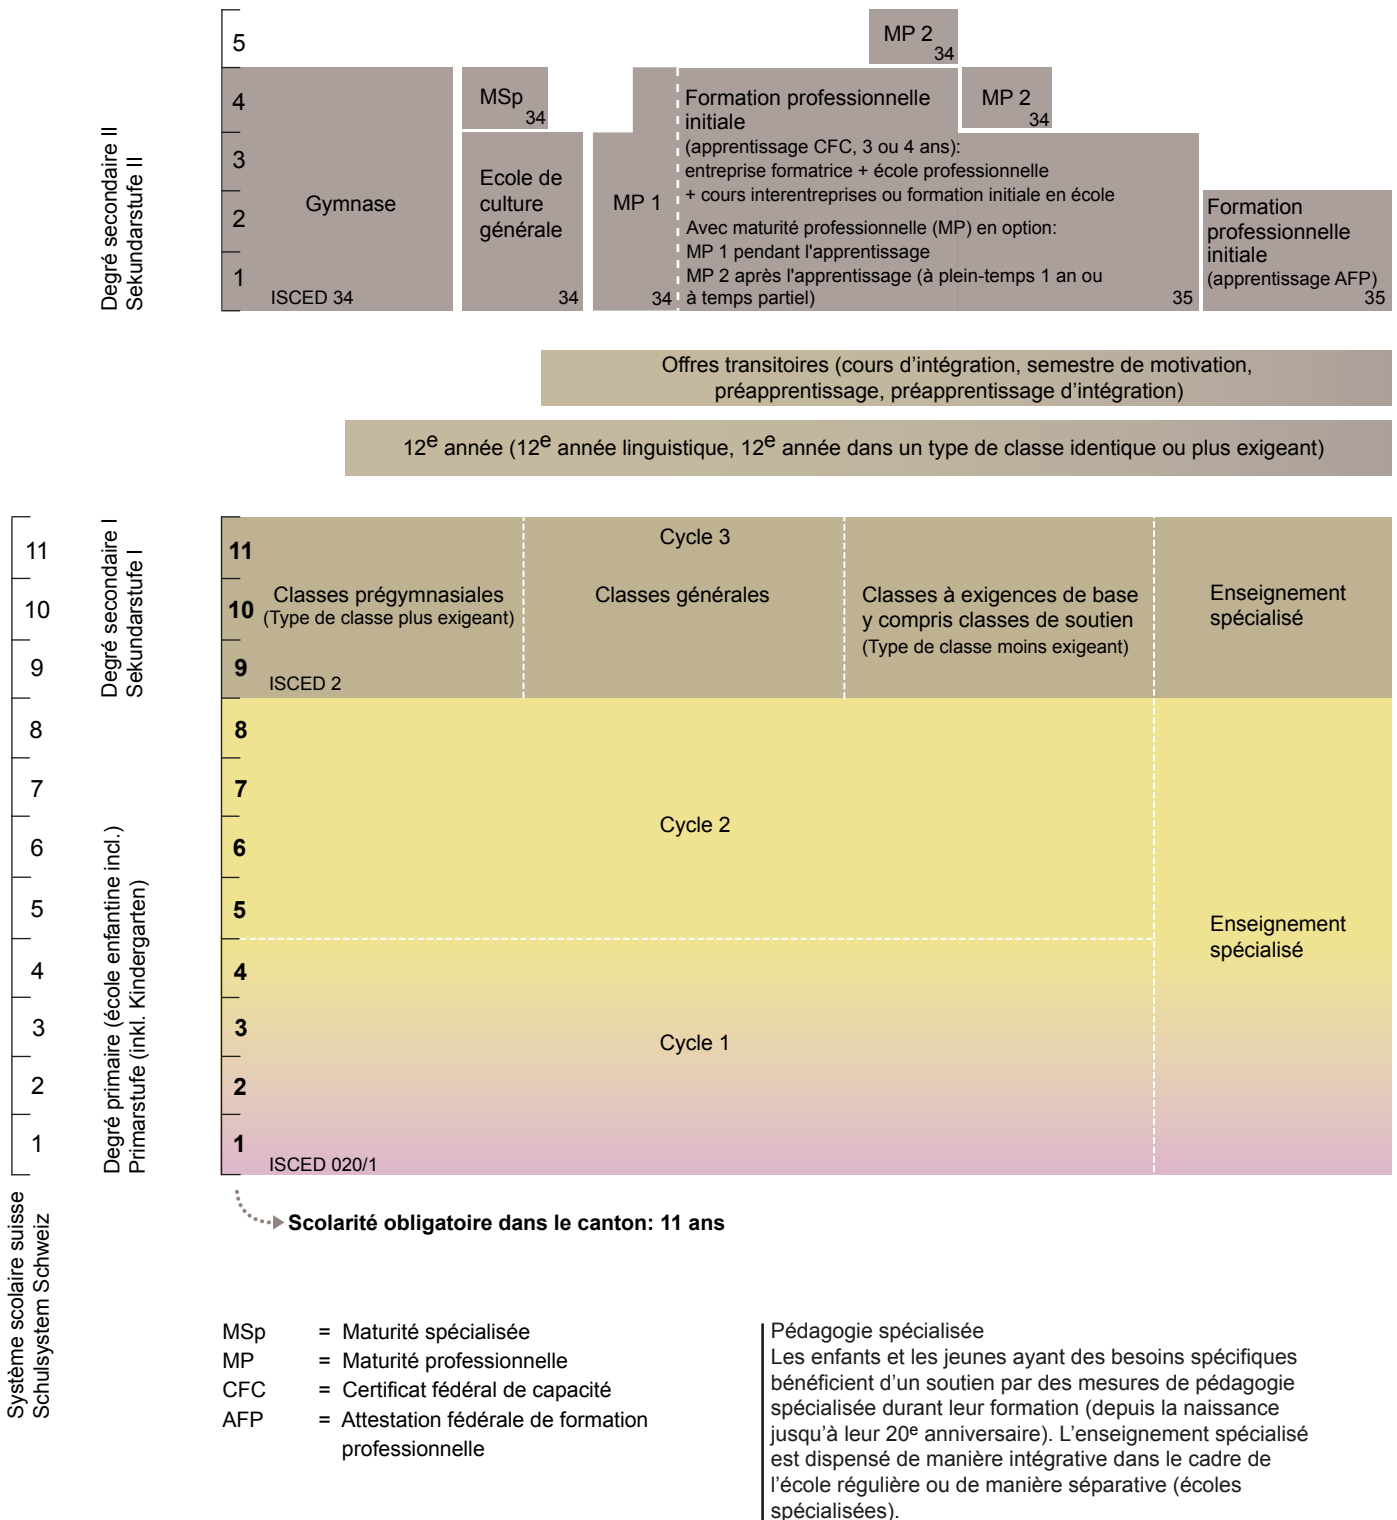 5
4
3
2
1
Degré secondaire II
Sekundarstufe II
Gymnase
ISCED 34
MSp
34
Ecole de
culture
générale
34
MP 1
34
MP 2
34
MP 2
34
Formation professionnelle
initiale
(apprentissage CFC, 3 ou 4 ans):
entreprise formatrice + école professionnelle
+ cours interentreprises ou formation initiale en école
Avec maturité professionnelle (MP) en option:
MP 1 pendant l'apprentissage
MP 2 après l'apprentissage (à plein-temps 1 an ou
à temps partiel)
35
Formation
professionnelle
initiale
(apprentissage AFP)
35
Offres transitoires (cours d’intégration, semestre de motivation,
préapprentissage, préapprentissage d’intégration)
12e année (12e année linguistique, 12e année dans un type de classe identique ou plus exigeant)
11
10
9
8
7
6
5
4
3
2
1
Système scolaire suisse
Schulsystem Schweiz
Degré secondaire I
Sekundarstufe I
Degré primaire (école enfantine incl.)
Primarstufe (inkl. Kindergarten)
11
10
9
8
7
6
5
4
3
2
1
Cycle 3
Classes prégymnasiales
(Type de classe plus exigeant)
ISCED 2
Classes générales
Classes à exigences de base
y compris classes de soutien
(Type de classe moins exigeant)
Enseignement
spécialisé
Cycle 2
Enseignement
spécialisé
Cycle 1
ISCED 020/1
Scolarité obligatoire dans le canton: 11 ans
MSp = Maturité spécialisée
MP = Maturité professionnelle
CFC = Certificat fédéral de capacité
AFP = Attestation fédérale de formation
professionnelle
Pédagogie spécialisée
Les enfants et les jeunes ayant des besoins spécifiques
bénéficient d’un soutien par des mesures de pédagogie
spécialisée durant leur formation (depuis la naissance
jusqu’à leur 20e anniversaire). L’enseignement spécialisé
est dispensé de manière intégrative dans le cadre de
l’école régulière ou de manière séparative (écoles
spécialisées).